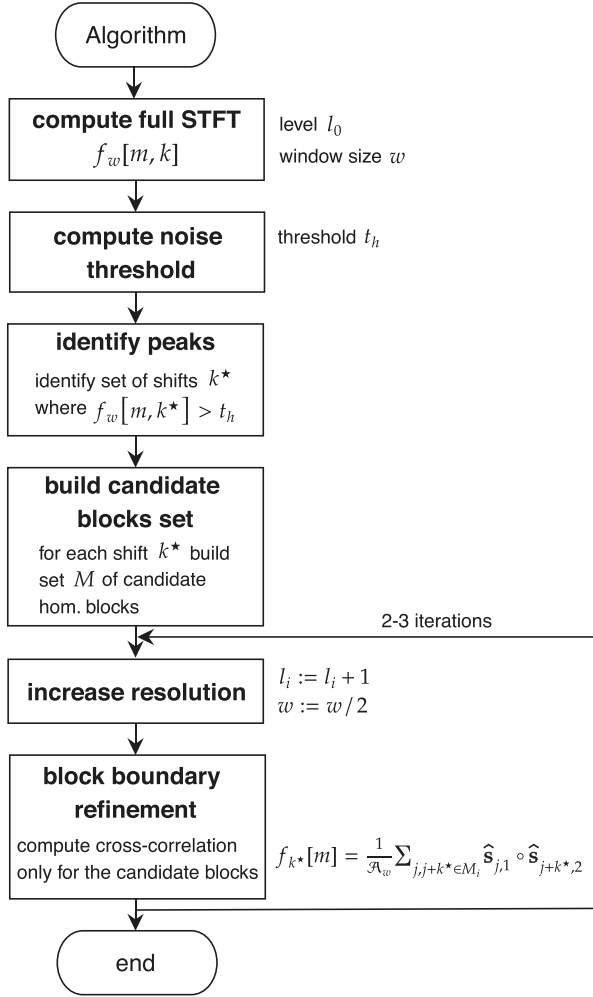 Algorithm
compute full STFT
f_w[m, k]
level l_0
window size w
compute noise
threshold
threshold t_h
identify peaks
identify set of shifts k★
where f_w[m, k★] > t_h
build candidate
blocks set
for each shift k★ build
set M of candidate
hom. blocks
2-3 iterations
increase resolution
l_i := l_i + 1
w := w/2
block boundary
refinement
compute cross-correlation
only for the candidate blocks
f_{k★}[m] = \frac{1}{𝒜_w} ∑_{j,j+k★∈M_i} ŝ_{j,1} ∘ ŝ_{j+k★,2}
end